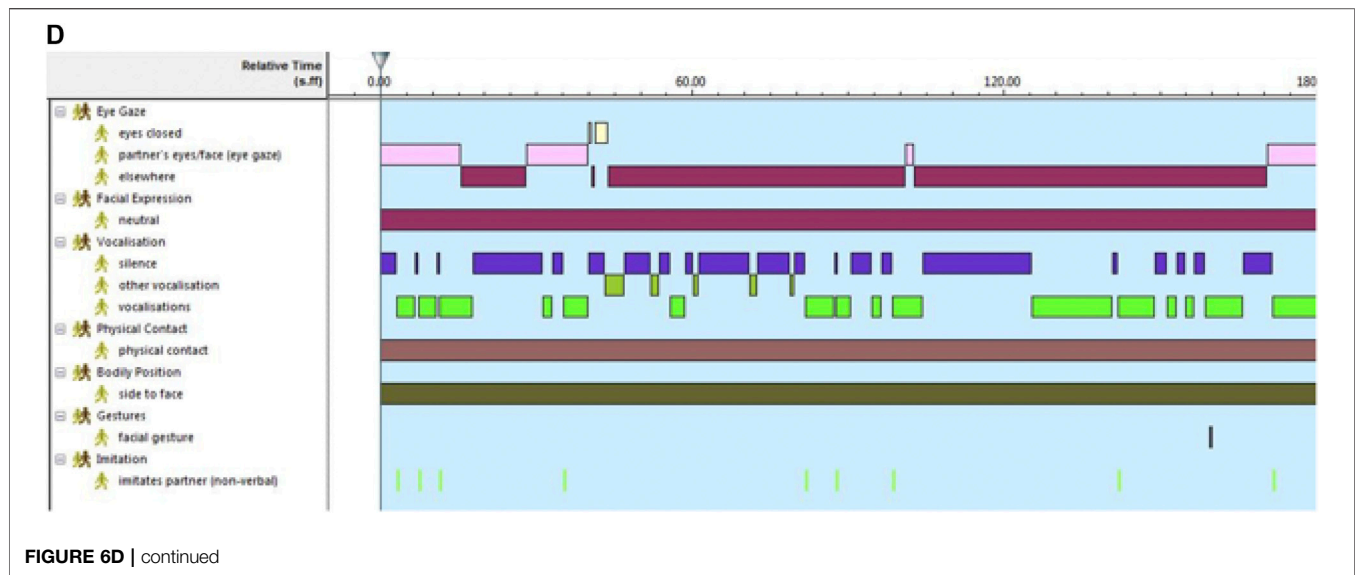 D
Relative Time
(s.ff)
0.00 60.00 120.00 180
Eye Gaze
eyes closed
partner's eyes/face (eye gaze)
elsewhere
Facial Expression
neutral
Vocalisation
silence
other vocalisation
vocalisations
Physical Contact
physical contact
Bodily Position
side to face
Gestures
facial gesture
Imitation
imitates partner (non-verbal)
FIGURE 6D | continued